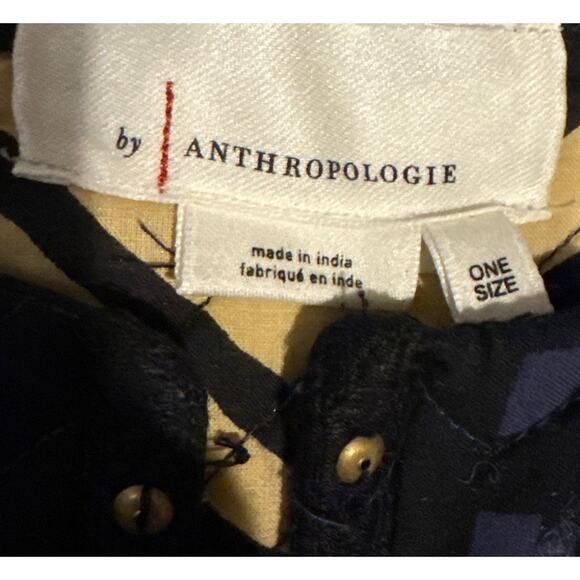 by | ANTHROPOLOGIE
made in india
fabriqué en inde
ONE
SIZE